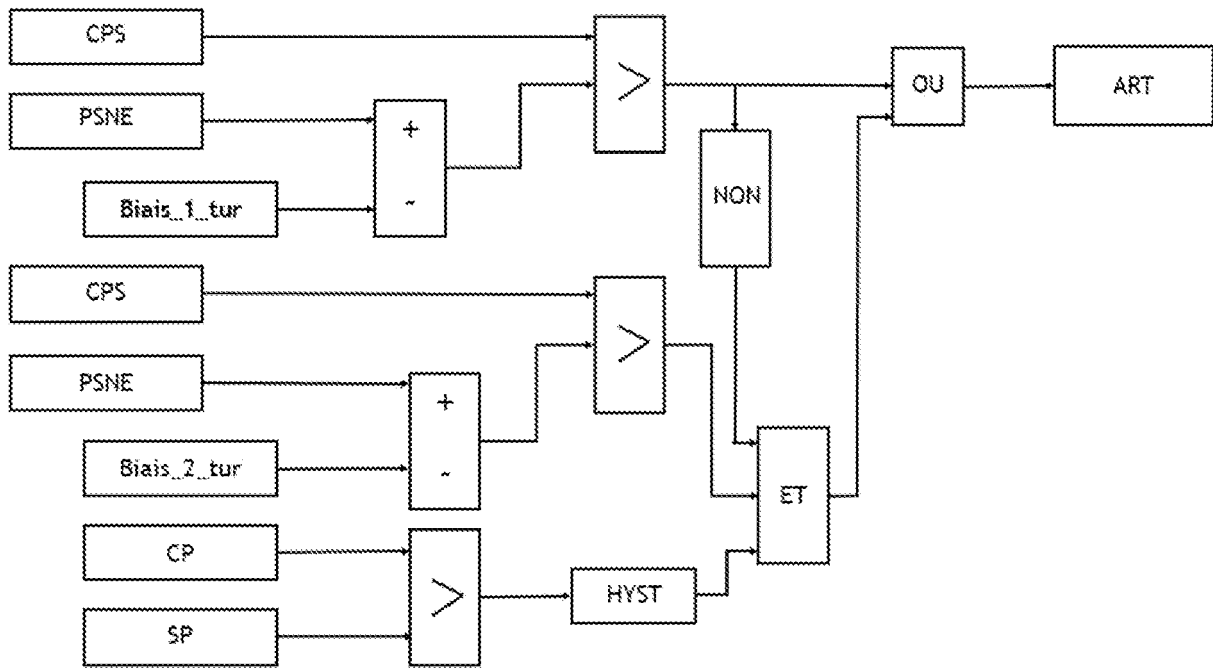 CPS
>
OU
ART
PSNE
+
-
Biais_1_tur
NON
CPS
>
PSNE
+
-
Biais_2_tur
ET
CP
>
HYST
SP